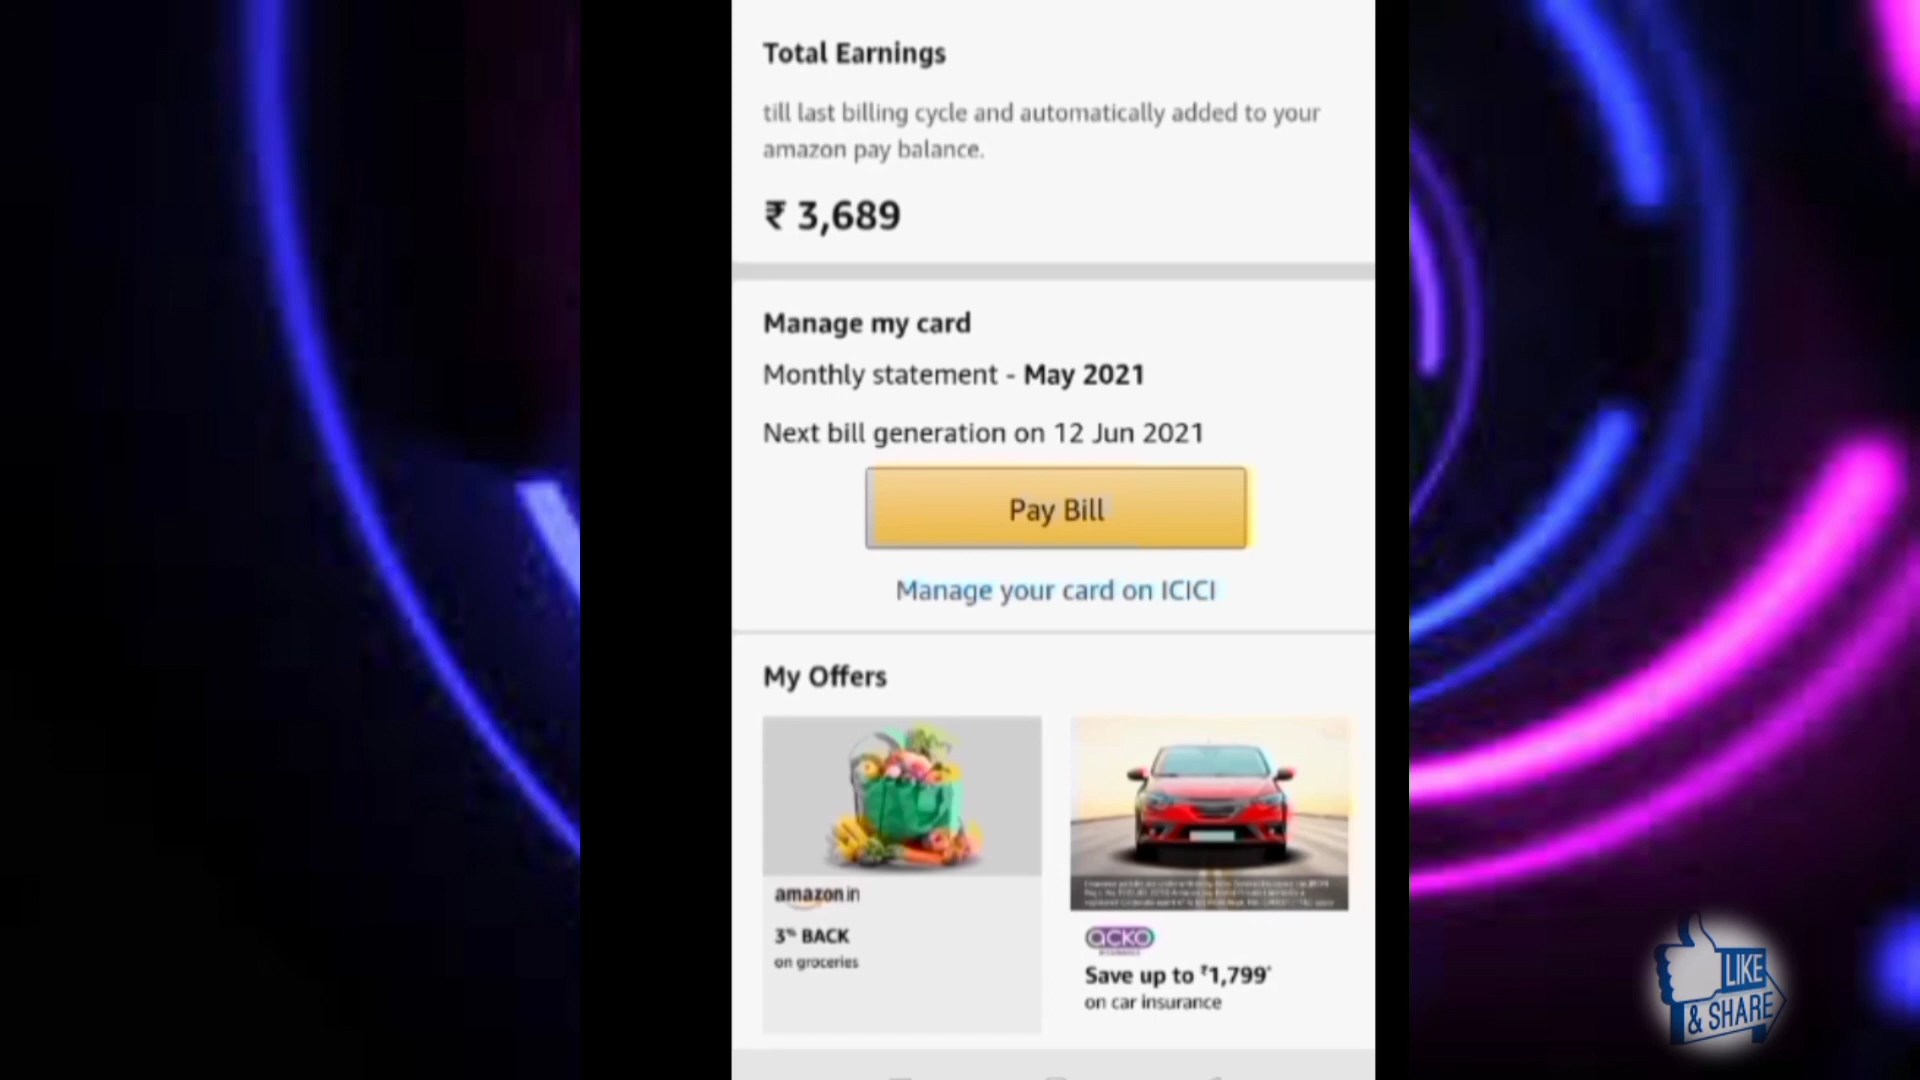 Total Earnings
till last billing cycle and automatically added to your
amazon pay balance.
₹ 3,689
Manage my card
Monthly statement - May 2021
Next bill generation on 12 Jun 2021
Pay Bill
Manage your card on ICICI
My Offers
amazon.in
3% BACK
on groceries
acko
Save up to ₹1,799*
on car insurance
LIKE
& SHARE